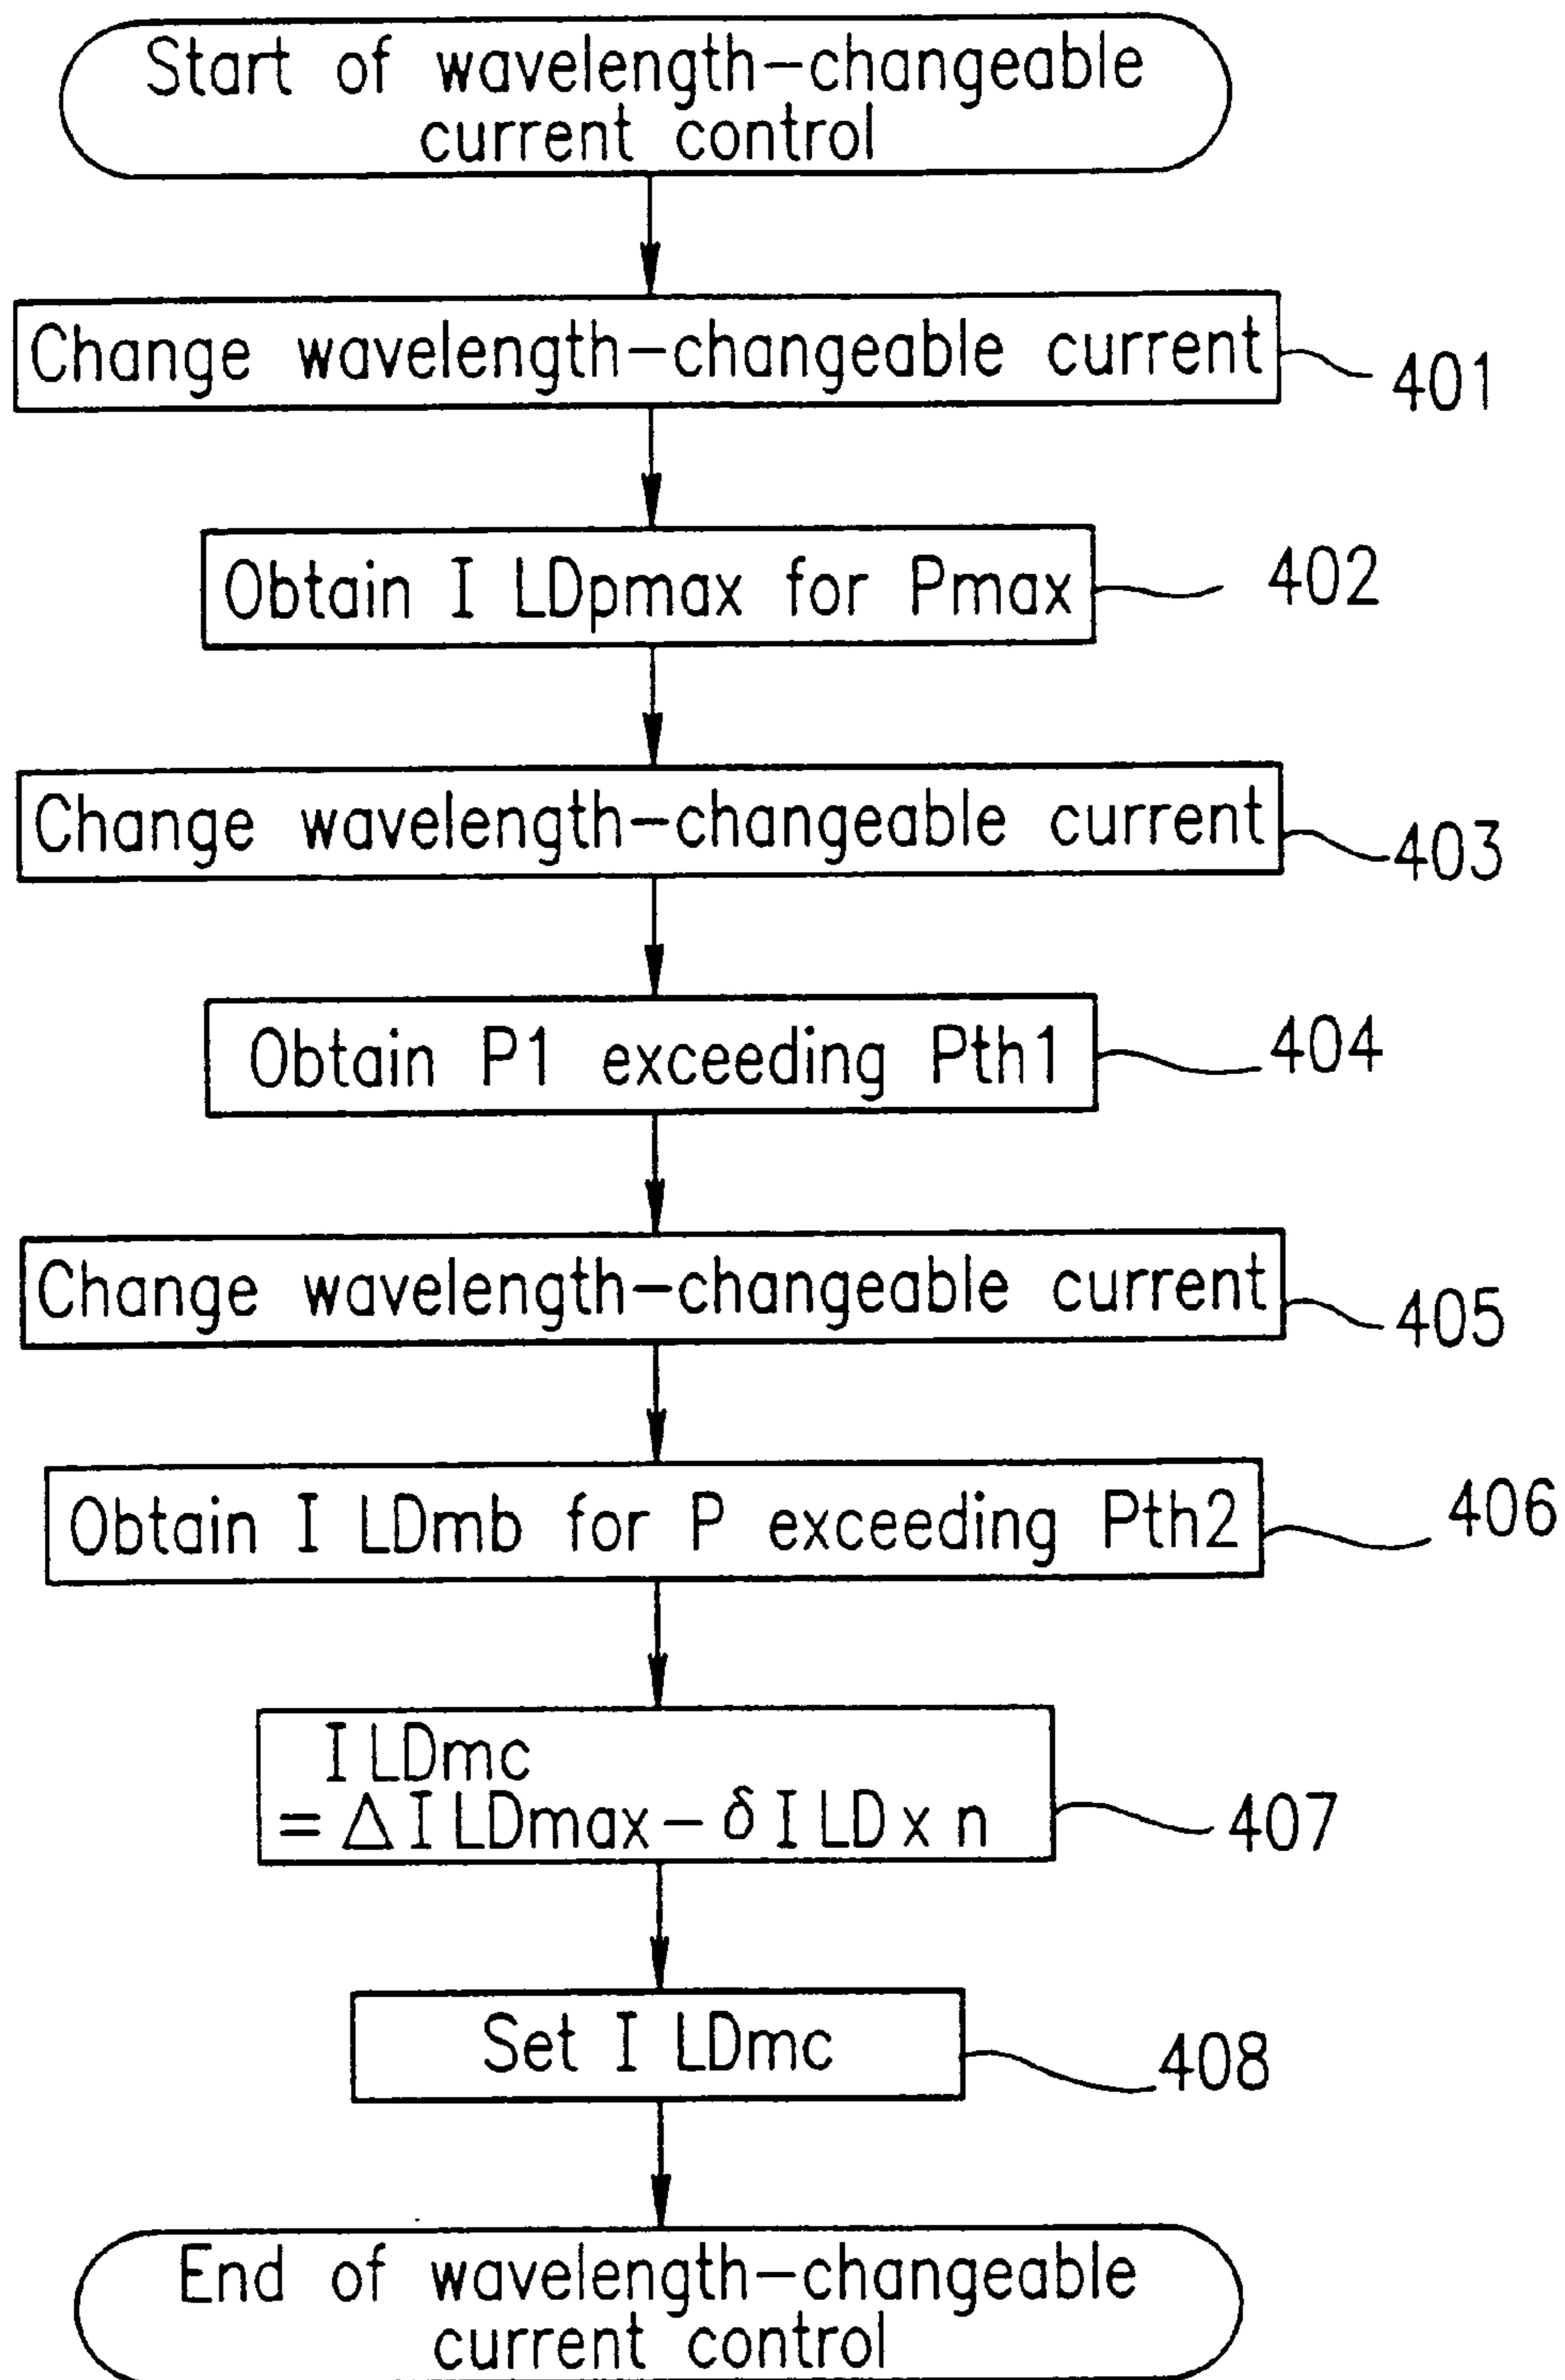 Start of wavelength-changeable
current control
Change wavelength-changeable current
401
Obtain I LDpmax for Pmax
402
Change wavelength-changeable current
403
Obtain P1 exceeding Pth1
404
Change wavelength-changeable current
405
Obtain I LDmb for P exceeding Pth2
406
I LDmc
= Δ I LDmax - δ I LD x n
407
Set I LDmc
408
End of wavelength-changeable
current control